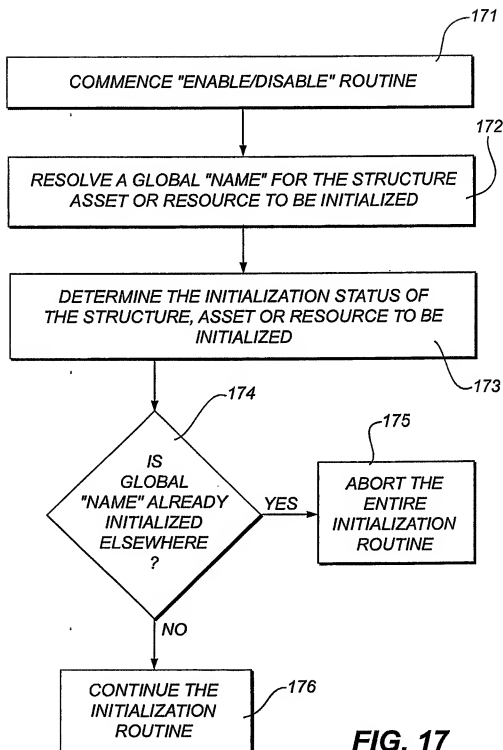 171
COMMENCE "ENABLE/DISABLE" ROUTINE
172
RESOLVE A GLOBAL "NAME" FOR THE STRUCTURE
ASSET OR RESOURCE TO BE INITIALIZED
DETERMINE THE INITIALIZATION STATUS OF
THE STRUCTURE, ASSET OR RESOURCE TO BE
INITIALIZED
173
174
IS
GLOBAL
"NAME" ALREADY
INITIALIZED
ELSEWHERE
?
YES
175
ABORT THE
ENTIRE
INITIALIZATION
ROUTINE
NO
CONTINUE THE
INITIALIZATION
ROUTINE
176
FIG. 17